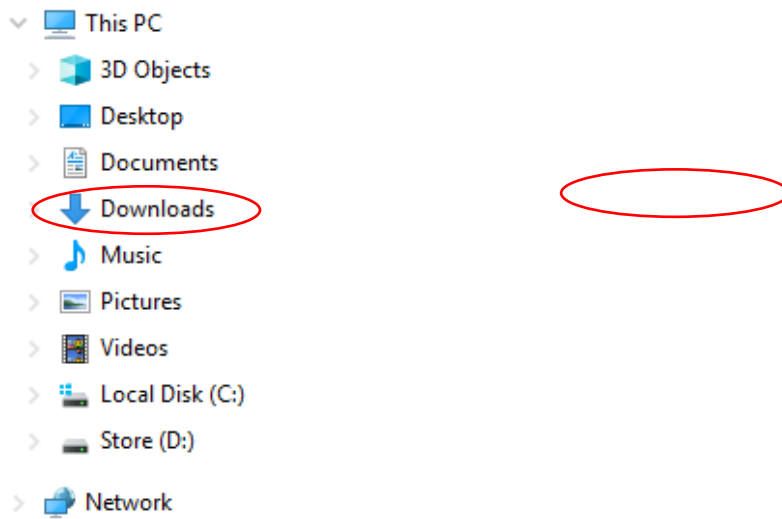 This PC
3D Objects
Desktop
Documents
Downloads
Music
Pictures
Videos
Local Disk (C:)
Store (D:)
Network